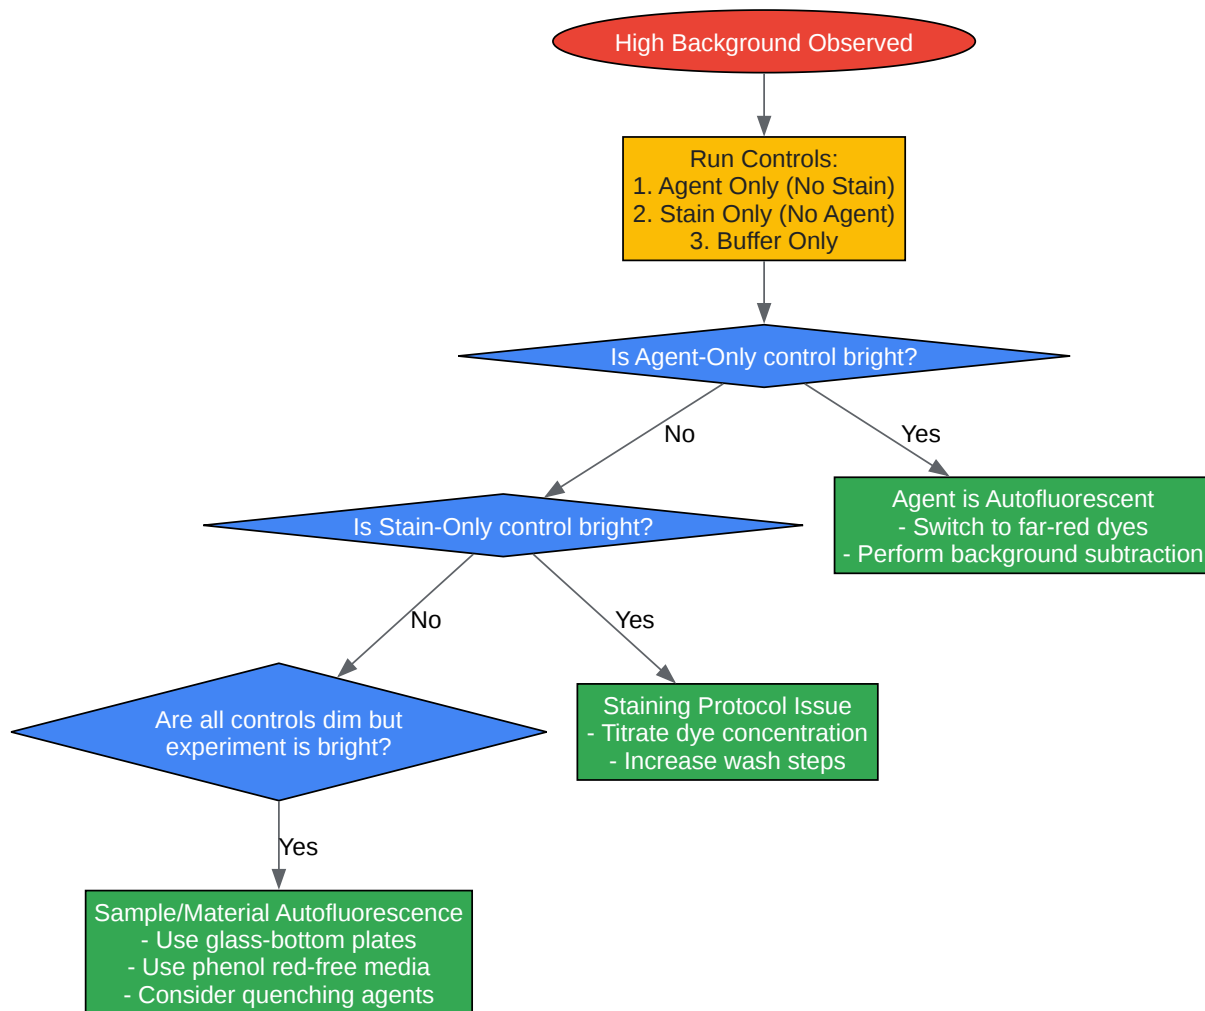 High Background Observed
Run Controls:
1. Agent Only (No Stain)
2. Stain Only (No Agent)
3. Buffer Only
Is Agent-Only control bright?
No
Yes
Agent is Autofluorescent
- Switch to far-red dyes
- Perform background subtraction
Is Stain-Only control bright?
No
Yes
Staining Protocol Issue
- Titrate dye concentration
- Increase wash steps
Are all controls dim but
experiment is bright?
Yes
Sample/Material Autofluorescence
- Use glass-bottom plates
- Use phenol red-free media
- Consider quenching agents